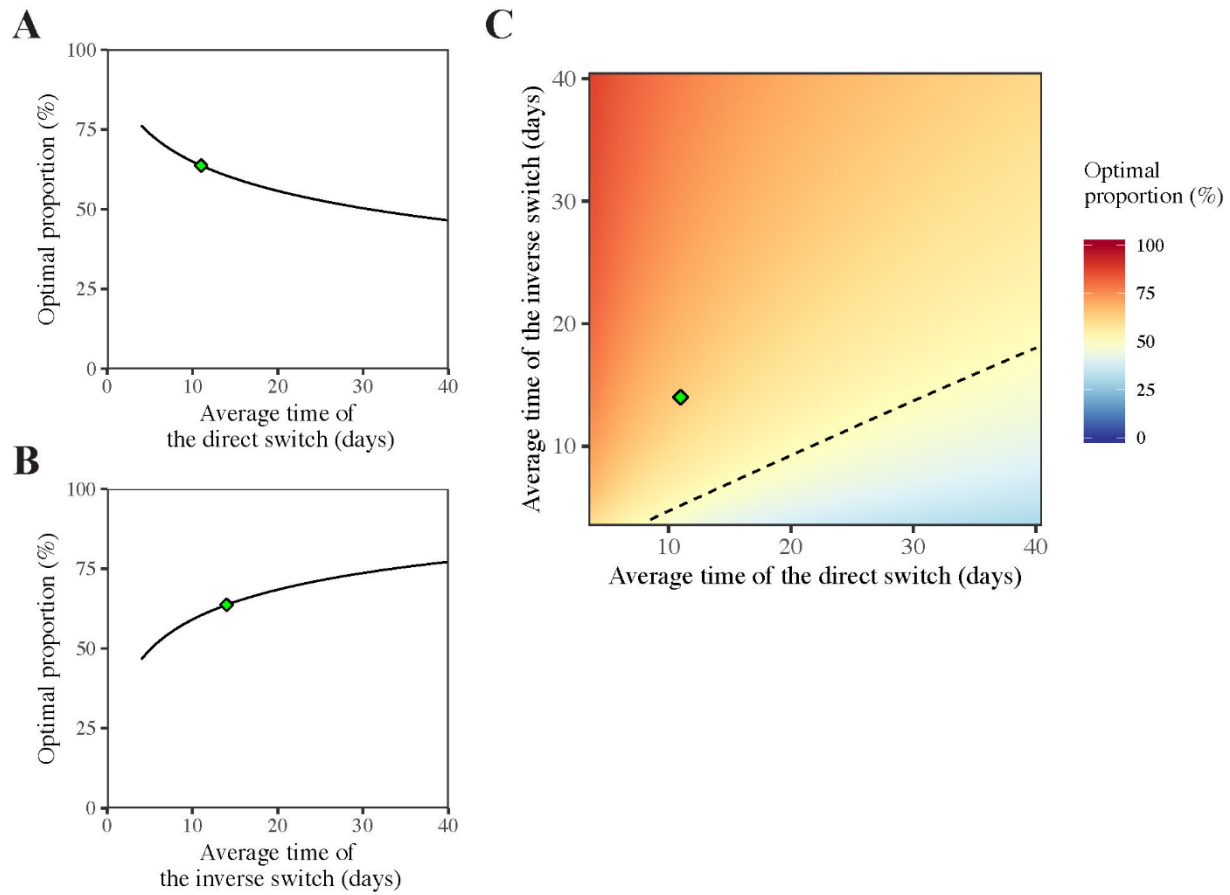 A
Optimal proportion (%)
100
75
50
25
0
0 10 20 30 40
Average time of
the direct switch (days)
B
Optimal proportion (%)
100
75
50
25
0
0 10 20 30 40
Average time of
the inverse switch (days)
C
Average time of the inverse switch (days)
40
30
20
10
10 20 30 40
Average time of the direct switch (days)
Optimal
proportion (%)
100
75
50
25
0